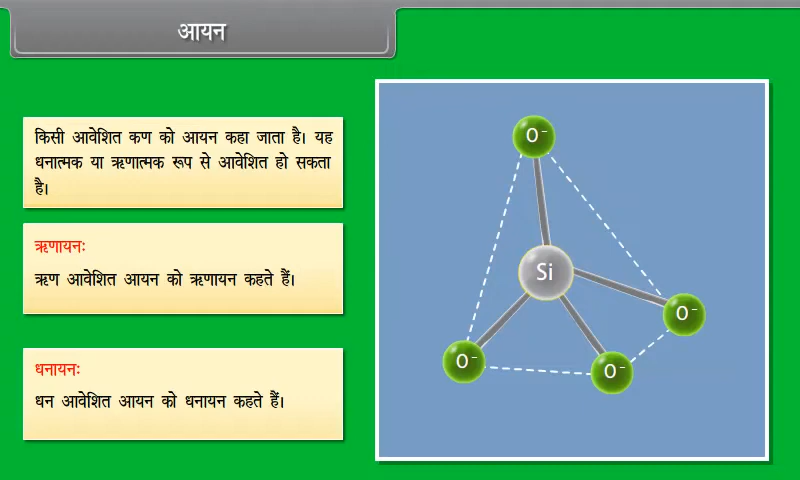 आयन
किसी आवेशित कण को आयन कहा जाता है। यह
धनात्मक या ऋणात्मक रूप से आवेशित हो सकता
है।
ऋणायनः
ऋण आवेशित आयन को ऋणायन कहते हैं।
धनायनः
धन आवेशित आयन को धनायन कहते हैं।
O⁻
Si
O⁻
O⁻
O⁻